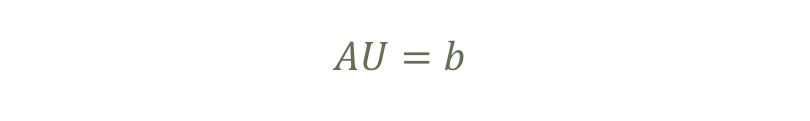 AU = b